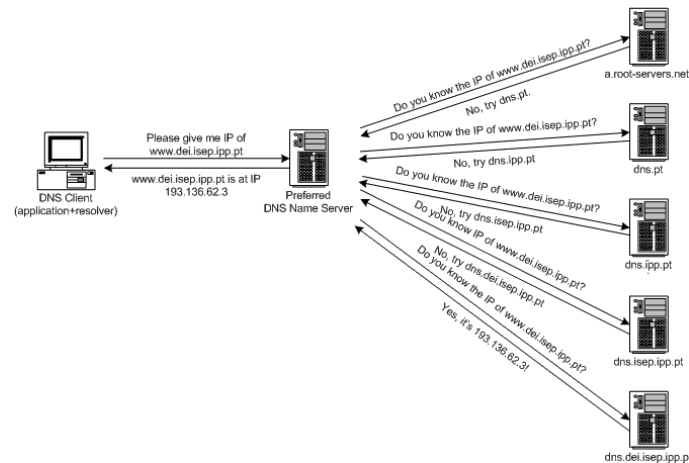 Do you know the IP of www.dei.isep.ipp.pt?
a.root-servers.net
No, try dns.pt.
Please give me IP of
www.dei.isep.ipp.pt
Do you know the IP of www.dei.isep.ipp.pt?
No, try dns.ipp.pt
dns.pt
www.dei.isep.ipp.pt is at IP
193.136.62.3
DNS Client
(application+resolver)
Preferred
DNS Name Server
Do you know the IP of www.dei.isep.ipp.pt?
No, try dns.isep.ipp.pt
dns.ipp.pt
Do you know IP of www.dei.isep.ipp.pt?
No, try dns.dei.isep.ipp.pt
dns.isep.ipp.pt
Do you know the IP of www.dei.isep.ipp.pt?
Yes, it's 193.136.62.3!
dns.dei.isep.ipp.p